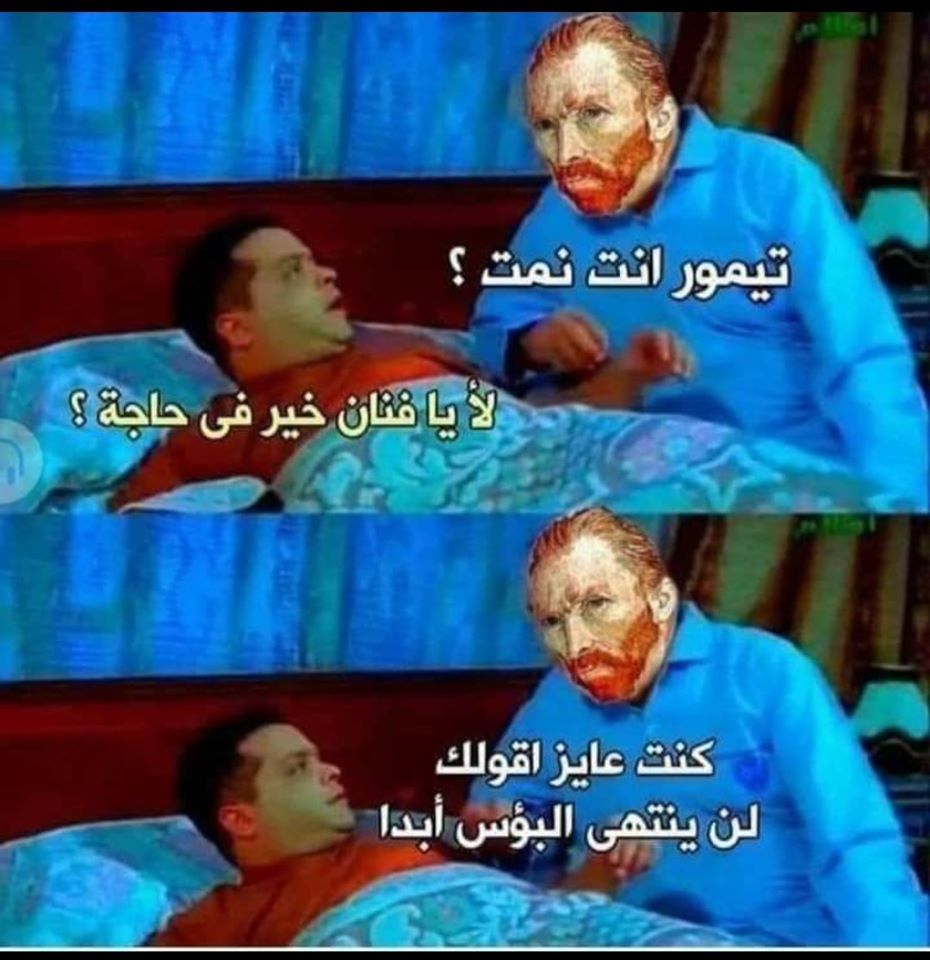 تيمور انت نمت ؟
لأ يا فنان خير فى حاجة ؟
كنت عايز اقولك
لن ينتهى البؤس أبدا